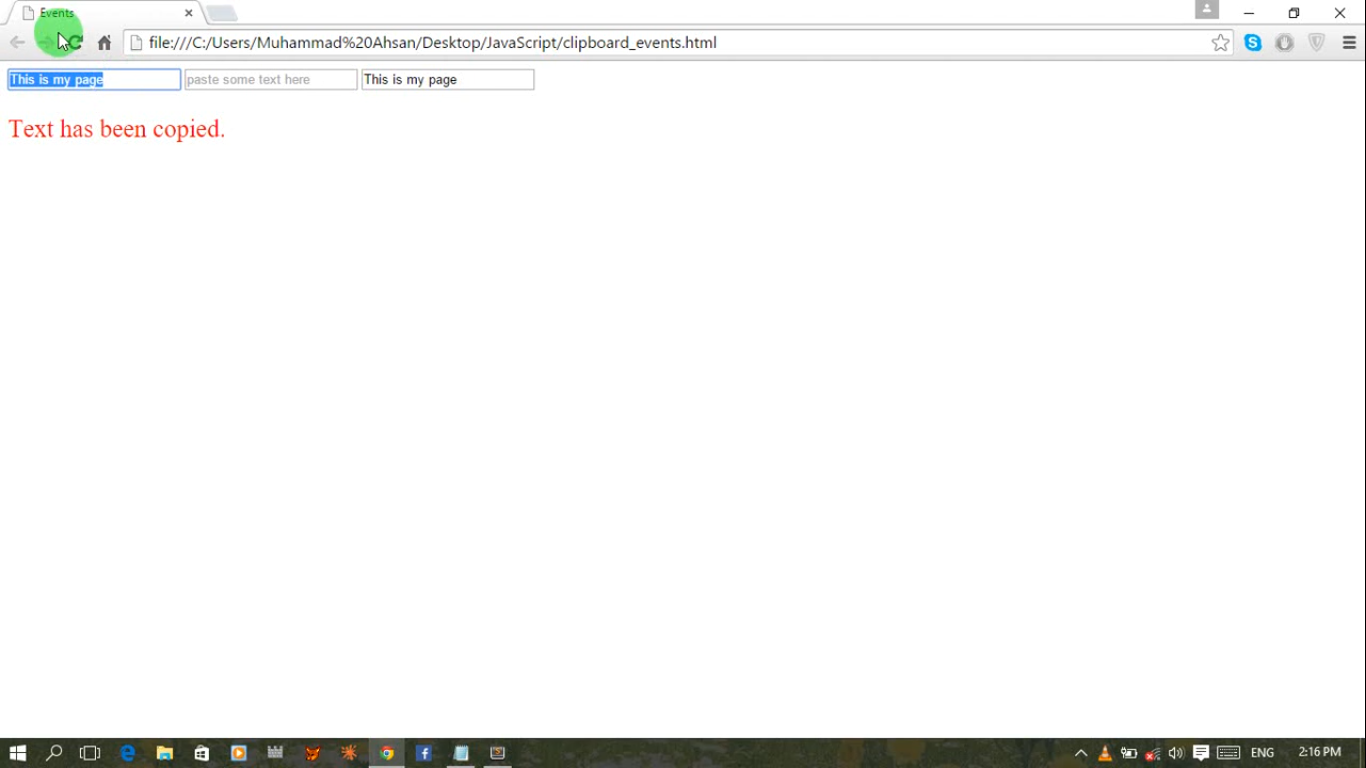 Events
file:///C:/Users/Muhammad%20Ahsan/Desktop/JavaScript/clipboard_events.html
This is my page paste some text here This is my page
Text has been copied.
ENG 2:16 PM